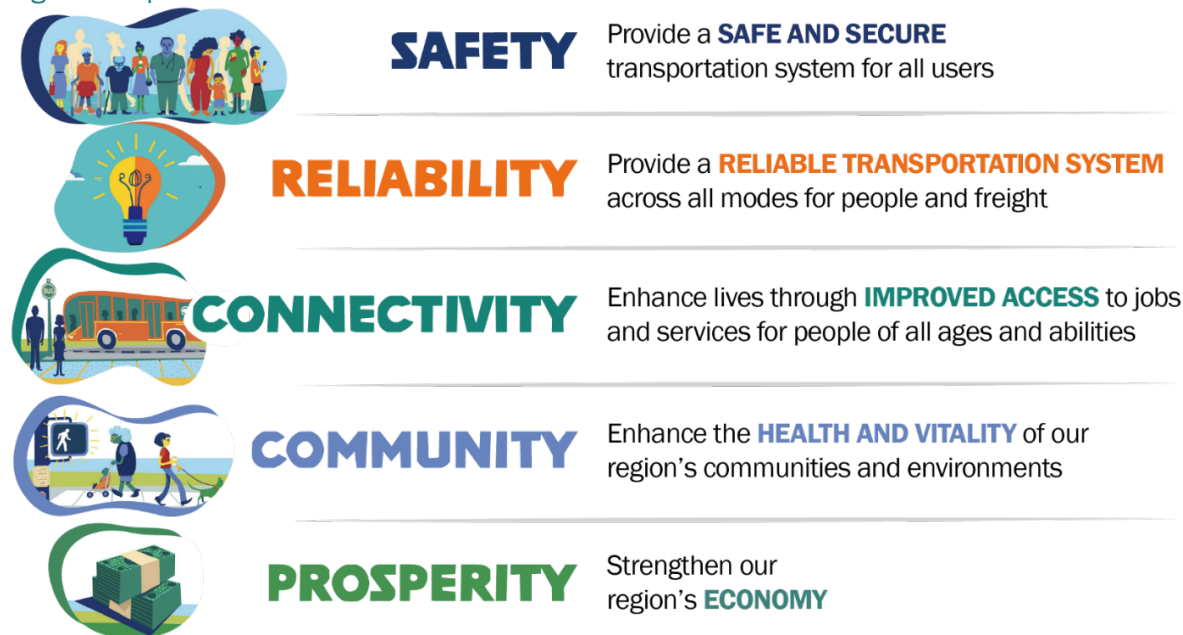 SAFETY
Provide a SAFE AND SECURE
transportation system for all users
RELIABILITY
Provide a RELIABLE TRANSPORTATION SYSTEM
across all modes for people and freight
BUS
CONNECTIVITY
Enhance lives through IMPROVED ACCESS to jobs
and services for people of all ages and abilities
COMMUNITY
Enhance the HEALTH AND VITALITY of our
region's communities and environments
PROSPERITY
Strengthen our
region's ECONOMY